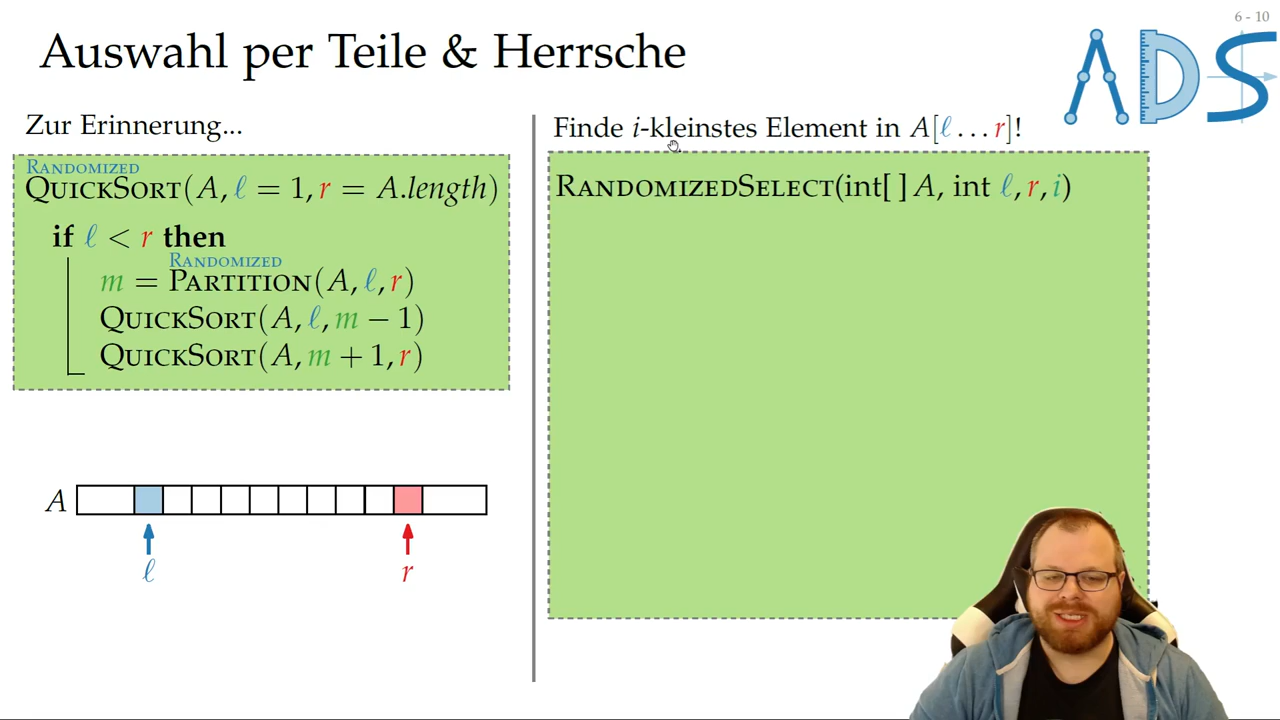 6 - 10
Auswahl per Teile & Herrsche
ADS
Zur Erinnerung...
RANDOMIZED
QUICKSORT(A, ℓ = 1, r = A.length)
if ℓ < r then
RANDOMIZED
m = PARTITION(A, ℓ, r)
QUICKSORT(A, ℓ, m − 1)
QUICKSORT(A, m + 1, r)
A
ℓ
r
Finde i-kleinstes Element in A[ℓ . . . r]!
RANDOMIZEDSELECT(int[ ] A, int ℓ, r, i)